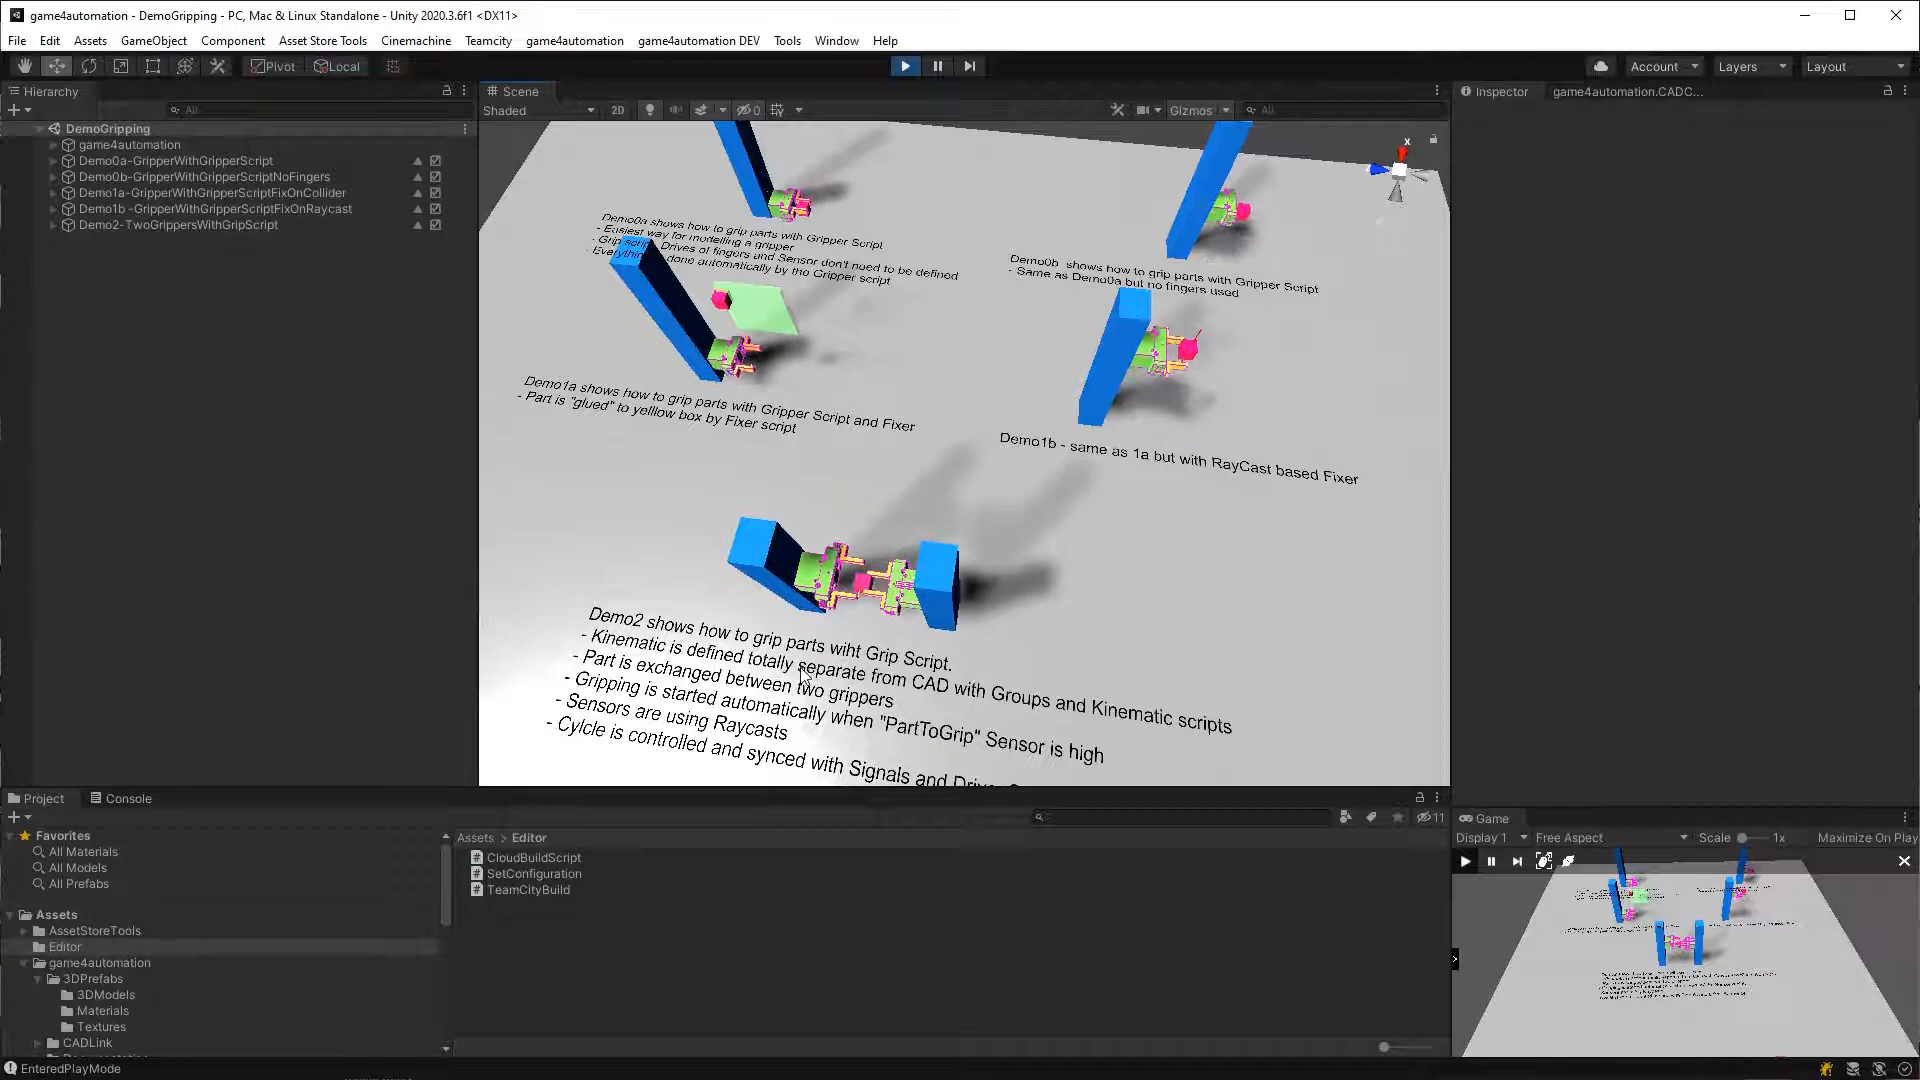 game4automation - DemoGripping - PC, Mac & Linux Standalone - Unity 2020.3.6f1 <DX11>
File Edit Assets GameObject Component Asset Store Tools Cinemachine Teamcity game4automation game4automation DEV Tools Window Help
Pivot Local Account Layers Layout
Hierarchy
All
DemoGripping
game4automation
Demo0a-GripperWithGripperScript
Demo0b-GripperWithGripperScriptNoFingers
Demo1a-GripperWithGripperScriptFixOnCollider
Demo1b -GripperWithGripperScriptFixOnRaycast
Demo2-TwoGrippersWithGripScript
Scene
Shaded 2D 0 Gizmos All
x
Demo0a shows how to grip parts with Gripper Script
- Easiest way for modelling a gripper
- Grip script, Drives of fingers und Sensor don't need to be defined
- Everything is done automatically by the Gripper script
Demo0b shows how to grip parts with Gripper Script
- Same as Demo0a but no fingers used
Demo1a shows how to grip parts with Gripper Script and Fixer
- Part is "glued" to yelllow box by Fixer script
Demo1b - same as 1a but with RayCast based Fixer
Demo2 shows how to grip parts wiht Grip Script.
- Kinematic is defined totally separate from CAD with Groups and Kinematic scripts
- Part is exchanged between two grippers
- Gripping is started automatically when "PartToGrip" Sensor is high
- Sensors are using Raycasts
- Cylcle is controlled and synced with Signals and
Inspector game4automation.CADC...
Project Console
11
Favorites
All Materials
All Models
All Prefabs
Assets
AssetStoreTools
Editor
game4automation
3DPrefabs
3DModels
Materials
Textures
CADLink
Assets > Editor
CloudBuildScript
SetConfiguration
TeamCityBuild
Game
Display 1 Free Aspect Scale 1x Maximize On Play
EnteredPlayMode